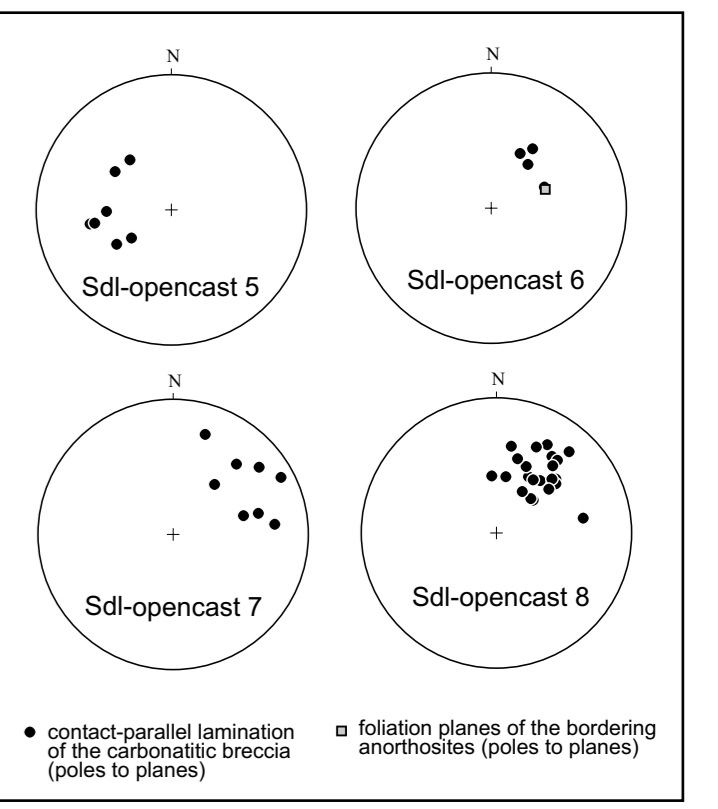 N
N
Sdl-opencast 5
Sdl-opencast 6
N
N
Sdl-opencast 7
Sdl-opencast 8
contact-parallel lamination
of the carbonatitic breccia
(poles to planes)
foliation planes of the bordering
anorthosites (poles to planes)